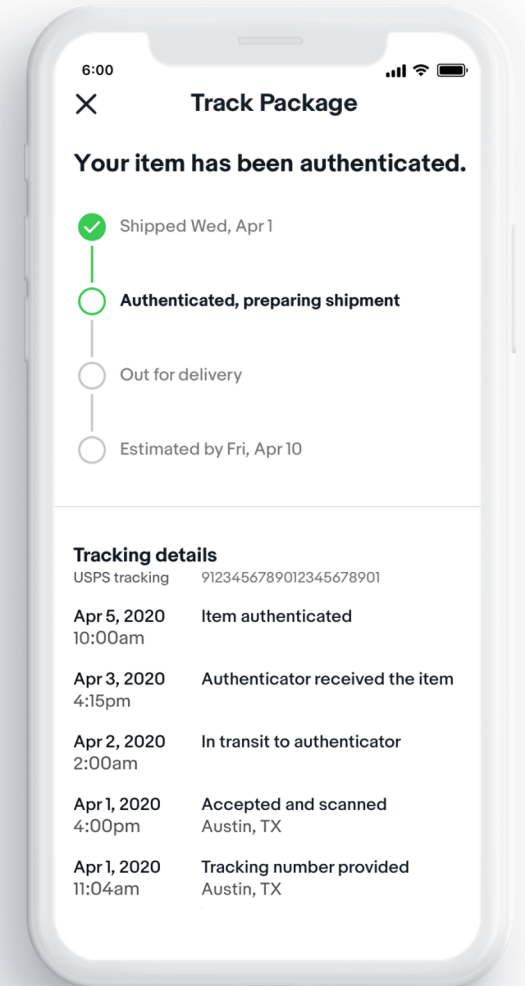 6:00
Track Package
Your item has been authenticated.
Shipped Wed, Apr 1
Authenticated, preparing shipment
Out for delivery
Estimated by Fri, Apr 10
Tracking details
USPS tracking 9123456789012345678901
Apr 5, 2020 Item authenticated
10:00am
Apr 3, 2020 Authenticator received the item
4:15pm
Apr 2, 2020 In transit to authenticator
2:00am
Apr 1, 2020 Accepted and scanned
4:00pm Austin, TX
Apr 1, 2020 Tracking number provided
11:04am Austin, TX